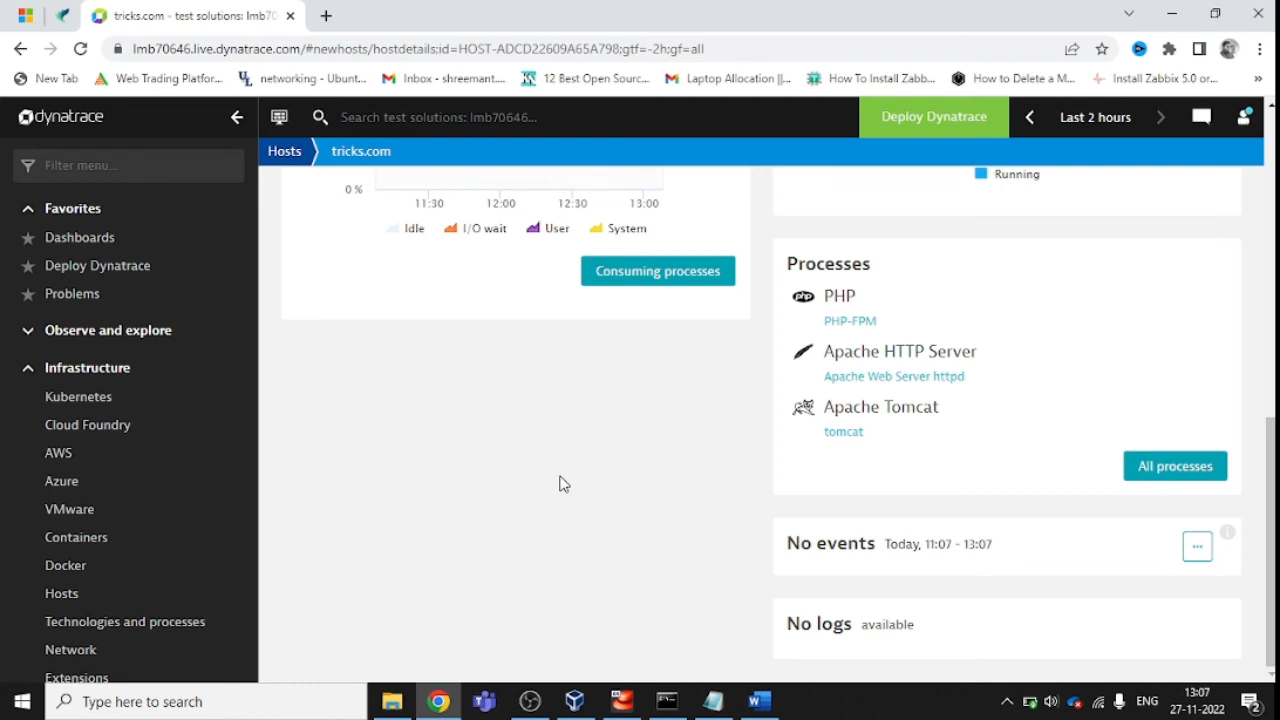 tricks.com - test solutions: lmb70
lmb70646.live.dynatrace.com/#newhosts/hostdetails;id=HOST-ADCD22609A65A798;gtf=-2h;gf=all
New Tab
Web Trading Platfor...
networking - Ubunt...
Inbox - shreemant....
12 Best Open Sourc...
Laptop Allocation ||...
How To Install Zabb...
How to Delete a M...
Install Zabbix 5.0 or...
»
dynatrace
Search test solutions: lmb70646...
Deploy Dynatrace
Last 2 hours
Filter menu...
Hosts
tricks.com
Favorites
Dashboards
Deploy Dynatrace
Problems
Observe and explore
Infrastructure
Kubernetes
Cloud Foundry
AWS
Azure
VMware
Containers
Docker
Hosts
Technologies and processes
Network
Extensions
0 %
11:30 12:00 12:30 13:00
Idle I/O wait User System
Consuming processes
Running
Processes
php PHP
PHP-FPM
Apache HTTP Server
Apache Web Server httpd
Apache Tomcat
tomcat
All processes
No events Today, 11:07 - 13:07
...
No logs available
Type here to search
ENG
13:07
27-11-2022
2